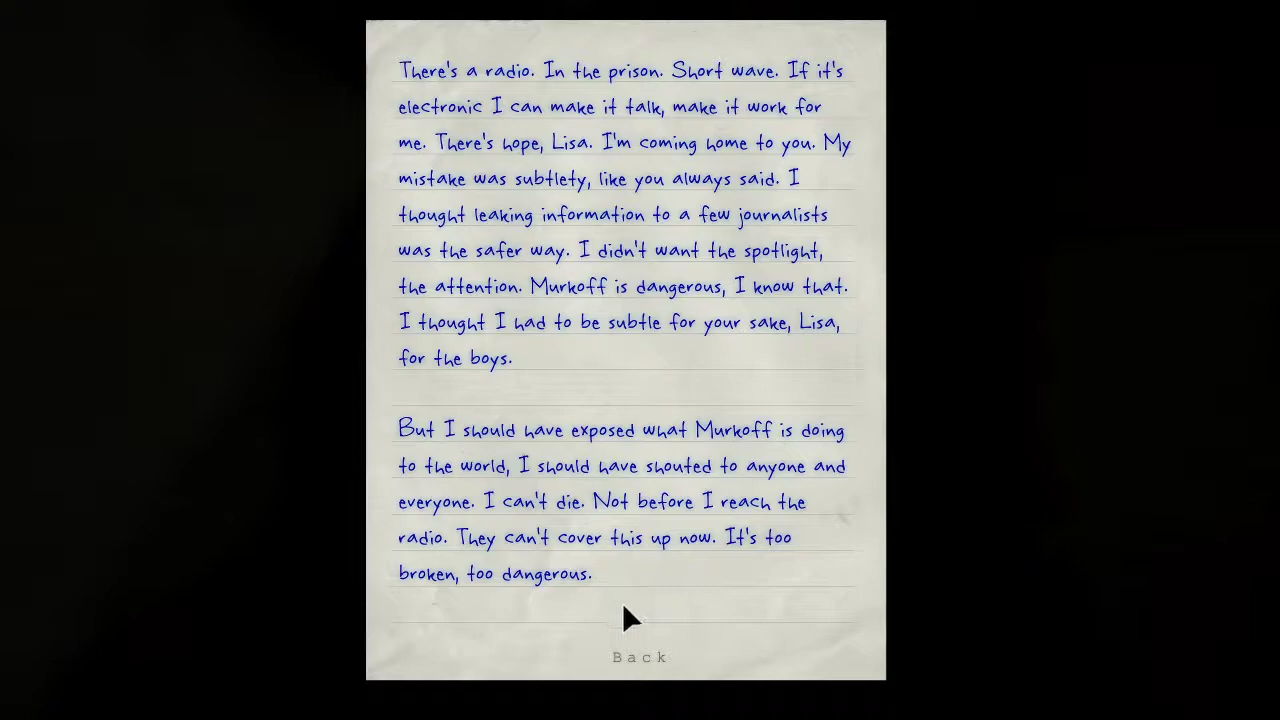 There's a radio. In the prison. Short wave. If it's
electronic I can make it talk, make it work for
me. There's hope, Lisa. I'm coming home to you. My
mistake was subtlety, like you always said. I
thought leaking information to a few journalists
was the safer way. I didn't want the spotlight,
the attention. Murkoff is dangerous, I know that.
I thought I had to be subtle for your sake, Lisa,
for the boys.
But I should have exposed what Murkoff is doing
to the world, I should have shouted to anyone and
everyone. I can't die. Not before I reach the
radio. They can't cover this up now. It's too
broken, too dangerous.
Back